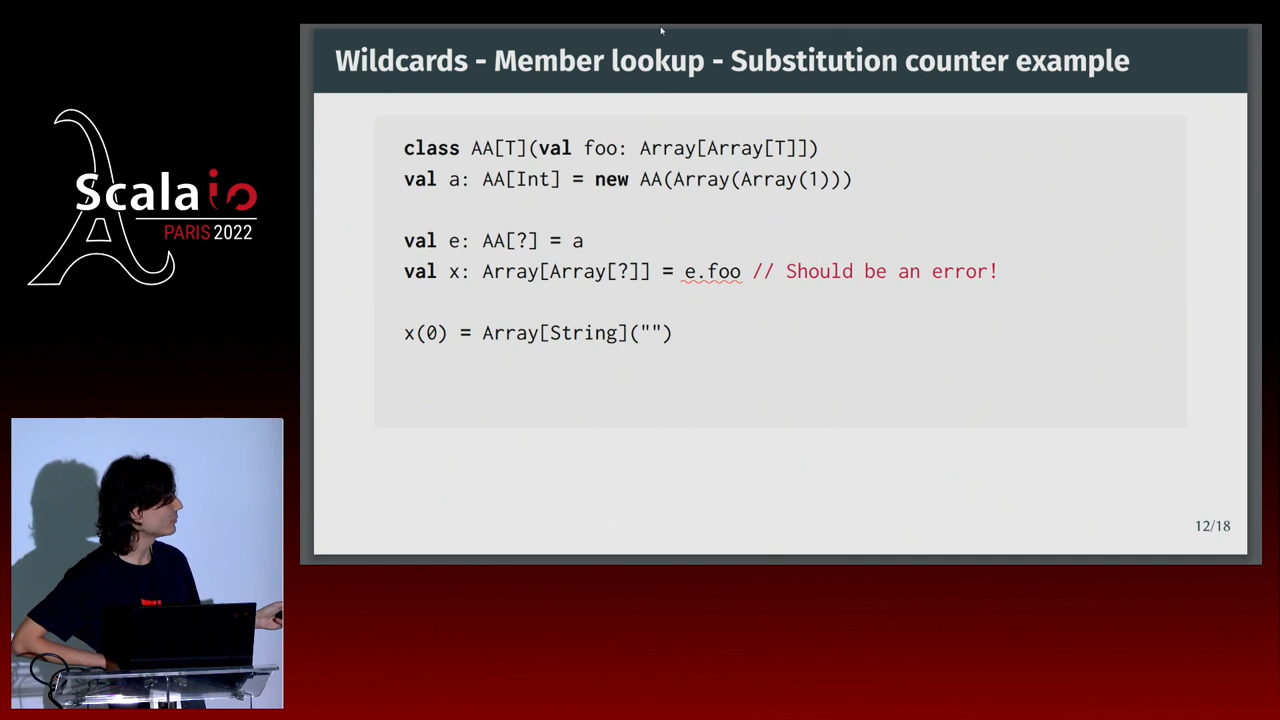 Wildcards - Member lookup - Substitution counter example
class AA[T](val foo: Array[Array[T]])
val a: AA[Int] = new AA(Array(Array(1)))
val e: AA[?] = a
val x: Array[Array[?]] = e.foo // Should be an error!
x(0) = Array[String]("")
12/18
Scala io
PARIS 2022